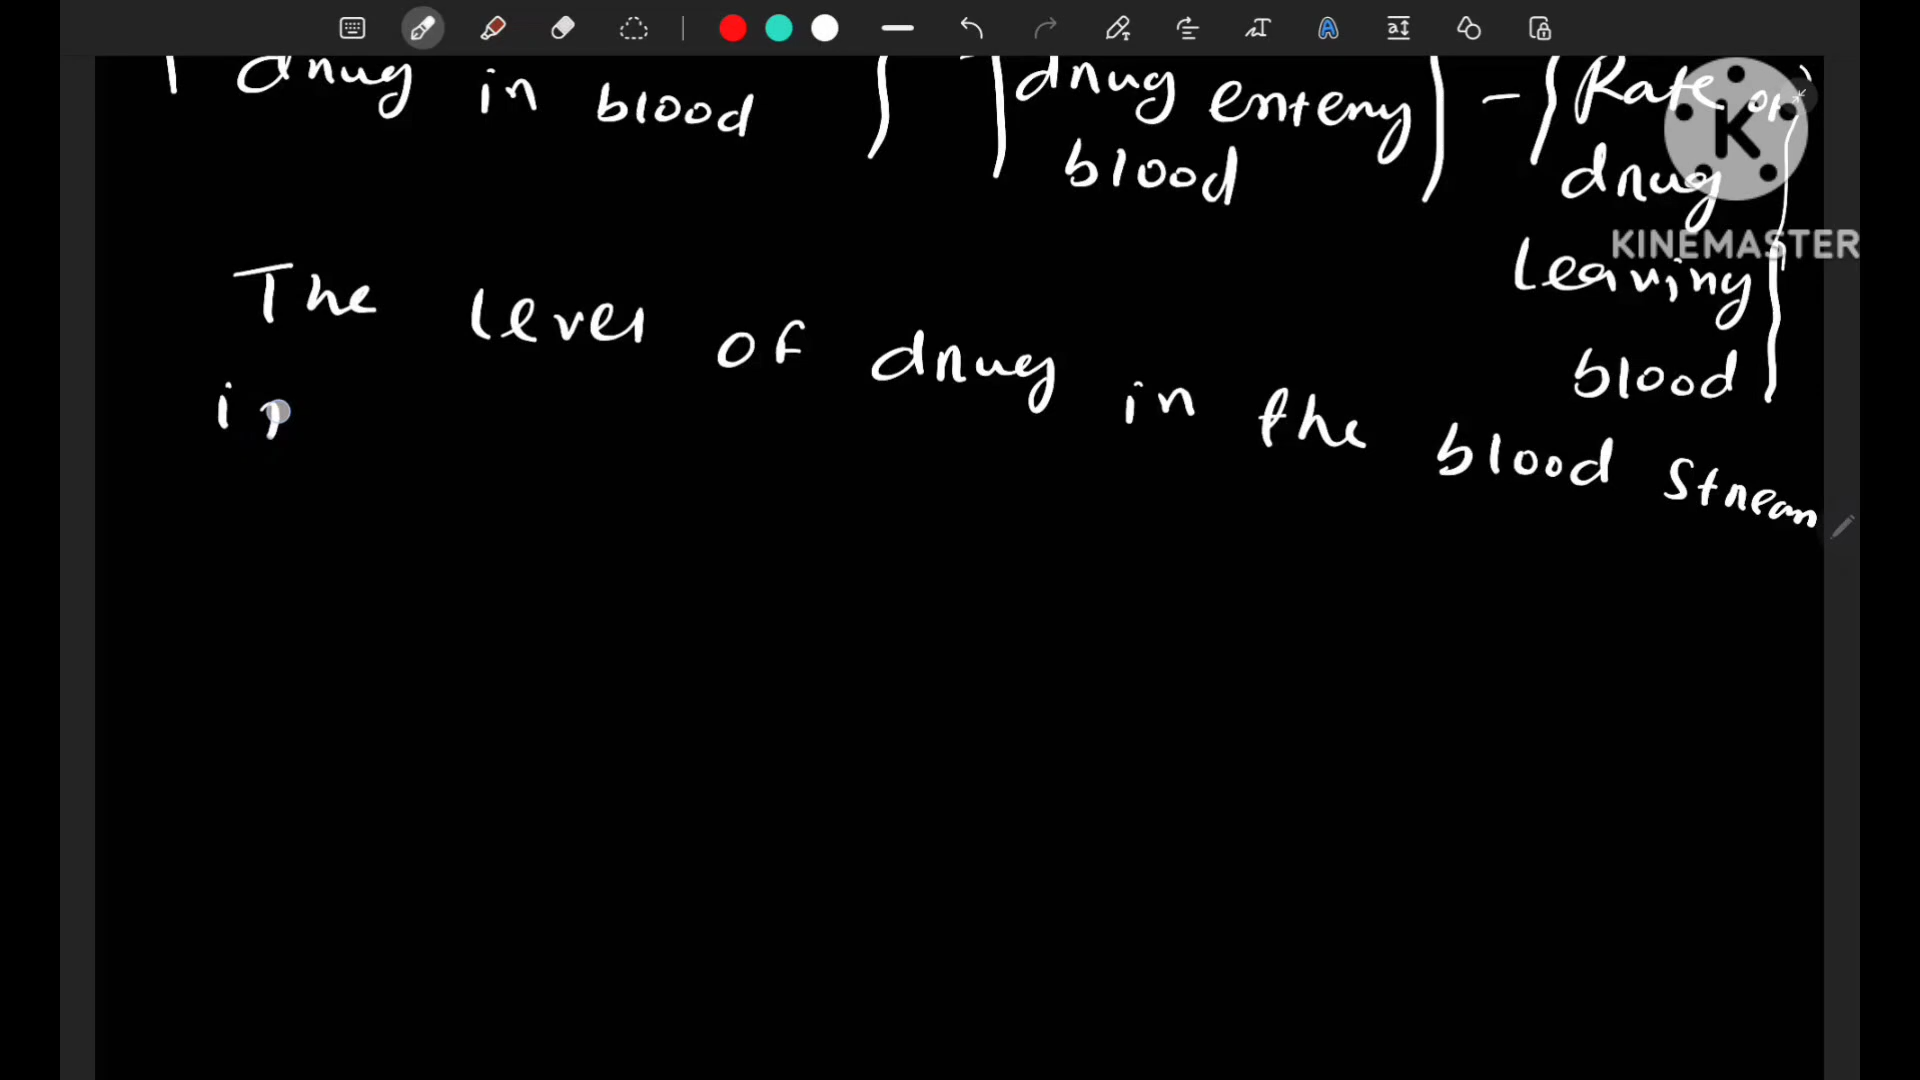 drug in blood } { drug entery } - { Rate of
blood drug
leaving
blood
KINEMASTER
The level of drug in the blood stream
i